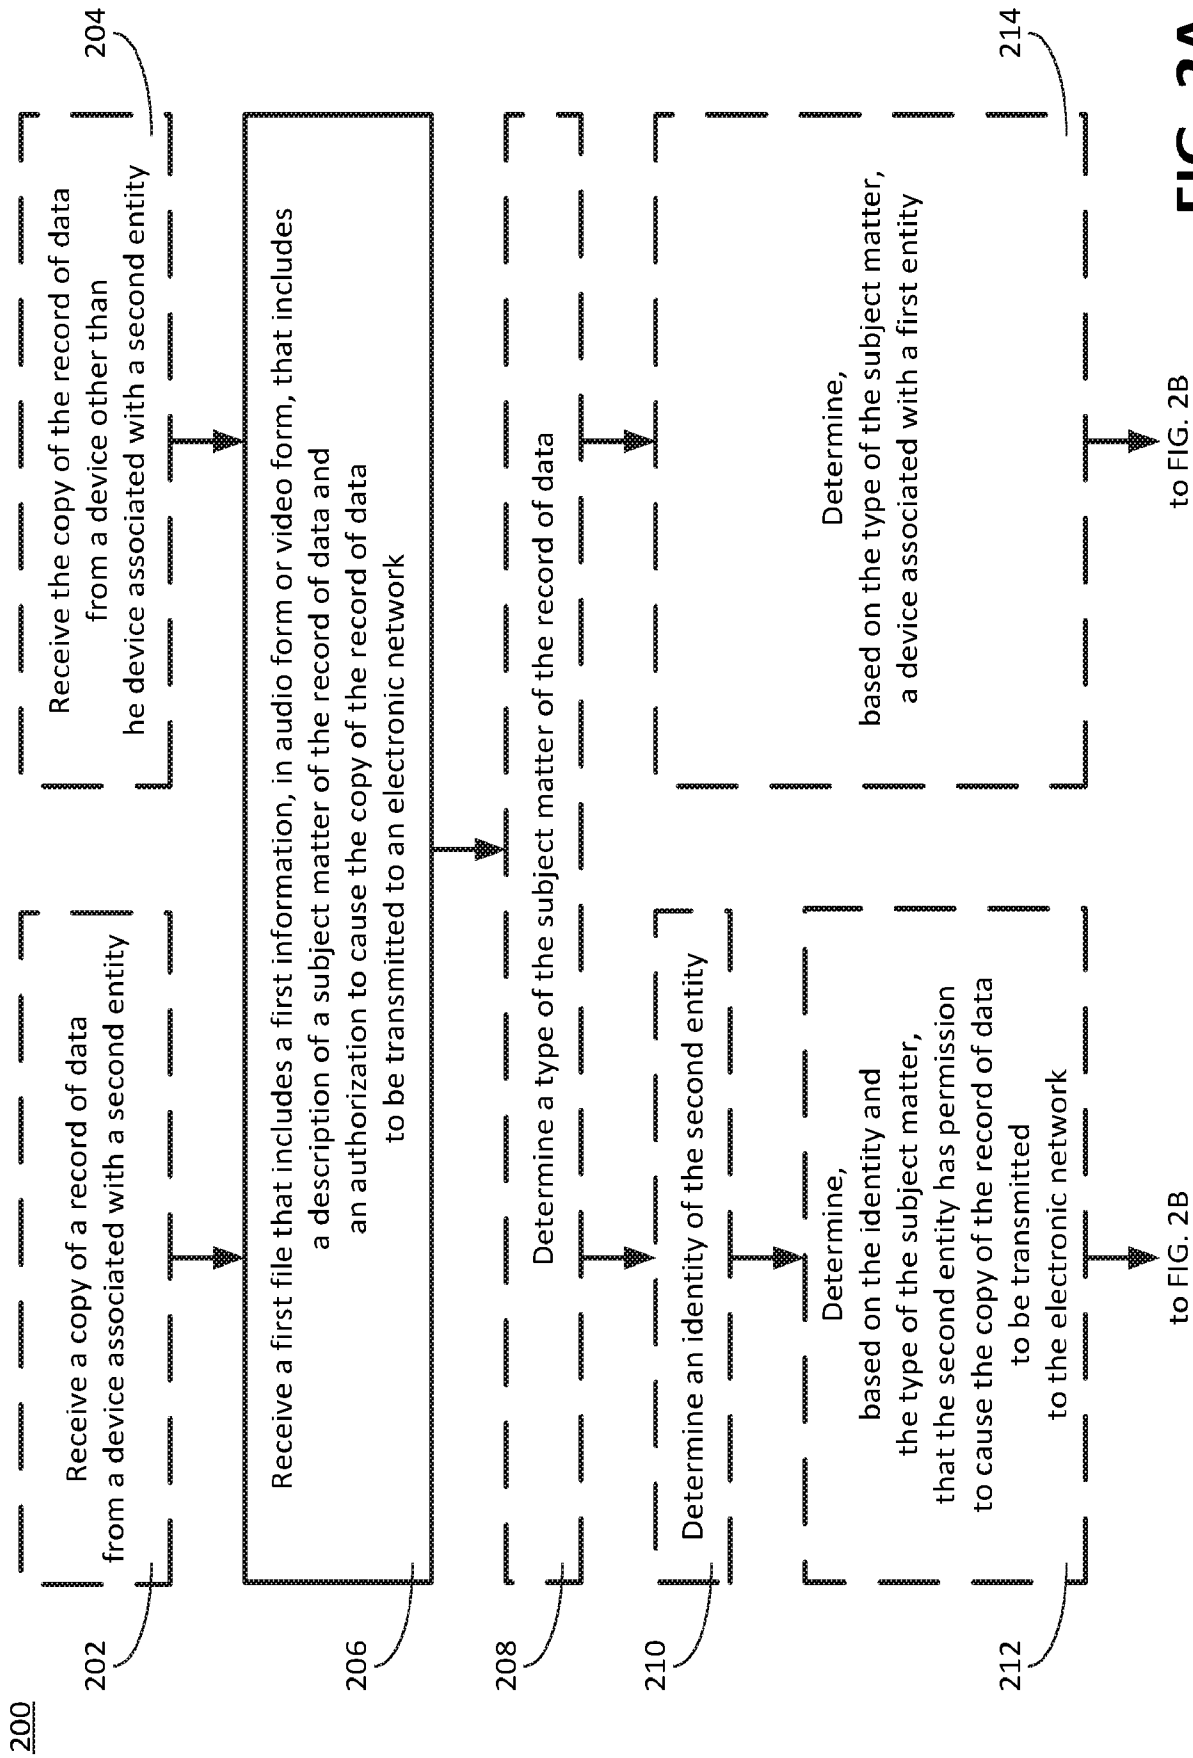 200
202
Receive a copy of a record of data
from a device associated with a second entity
204
Receive the copy of the record of data
from a device other than
he device associated with a second entity
206
Receive a first file that includes a first information, in audio form or video form, that includes
a description of a subject matter of the record of data and
an authorization to cause the copy of the record of data
to be transmitted to an electronic network
208
Determine a type of the subject matter of the record of data
210
Determine an identity of the second entity
212
Determine,
based on the identity and
the type of the subject matter,
that the second entity has permission
to cause the copy of the record of data
to be transmitted
to the electronic network
214
Determine,
based on the type of the subject matter,
a device associated with a first entity
to FIG. 2B
to FIG. 2B
FIG. 2A